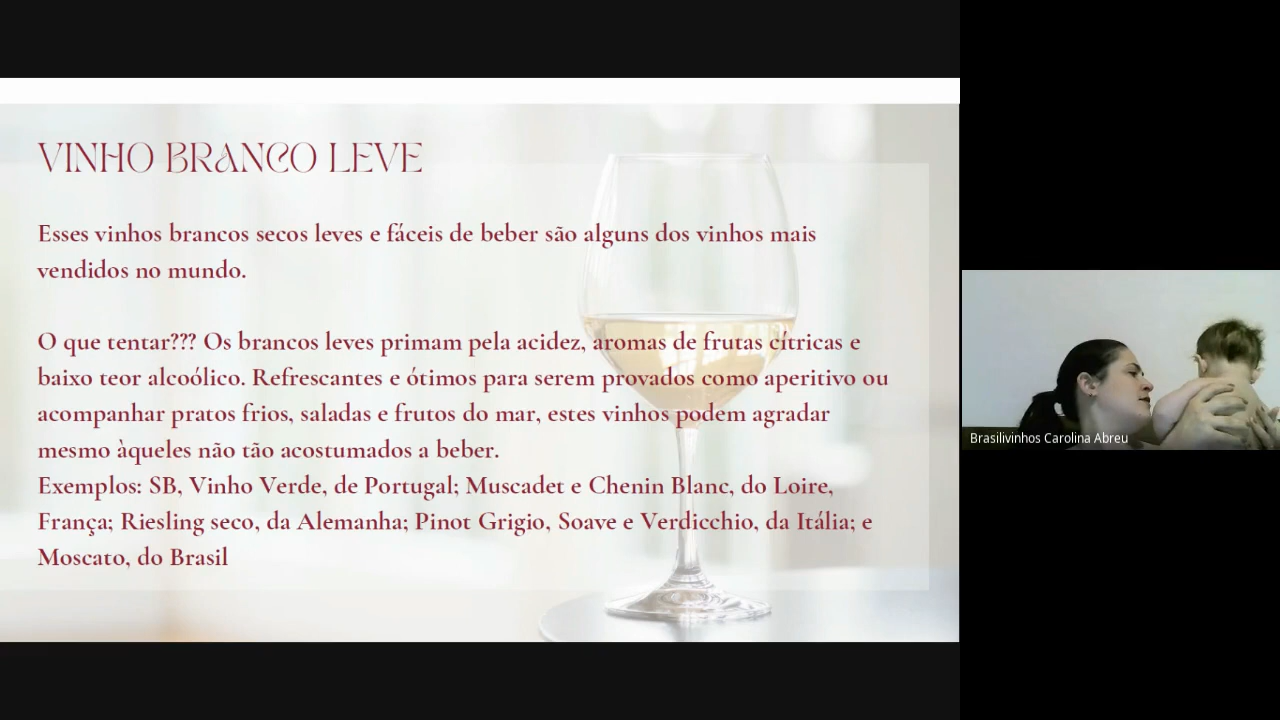 VINHO BRANCO LEVE
Esses vinhos brancos secos leves e fáceis de beber são alguns dos vinhos mais
vendidos no mundo.
O que tentar??? Os brancos leves primam pela acidez, aromas de frutas cítricas e
baixo teor alcoólico. Refrescantes e ótimos para serem provados como aperitivo ou
acompanhar pratos frios, saladas e frutos do mar, estes vinhos podem agradar
mesmo àqueles não tão acostumados a beber.
Exemplos: SB, Vinho Verde, de Portugal; Muscadet e Chenin Blanc, do Loire,
França; Riesling seco, da Alemanha; Pinot Grigio, Soave e Verdicchio, da Itália; e
Moscato, do Brasil
Brasilivinhos Carolina Abreu